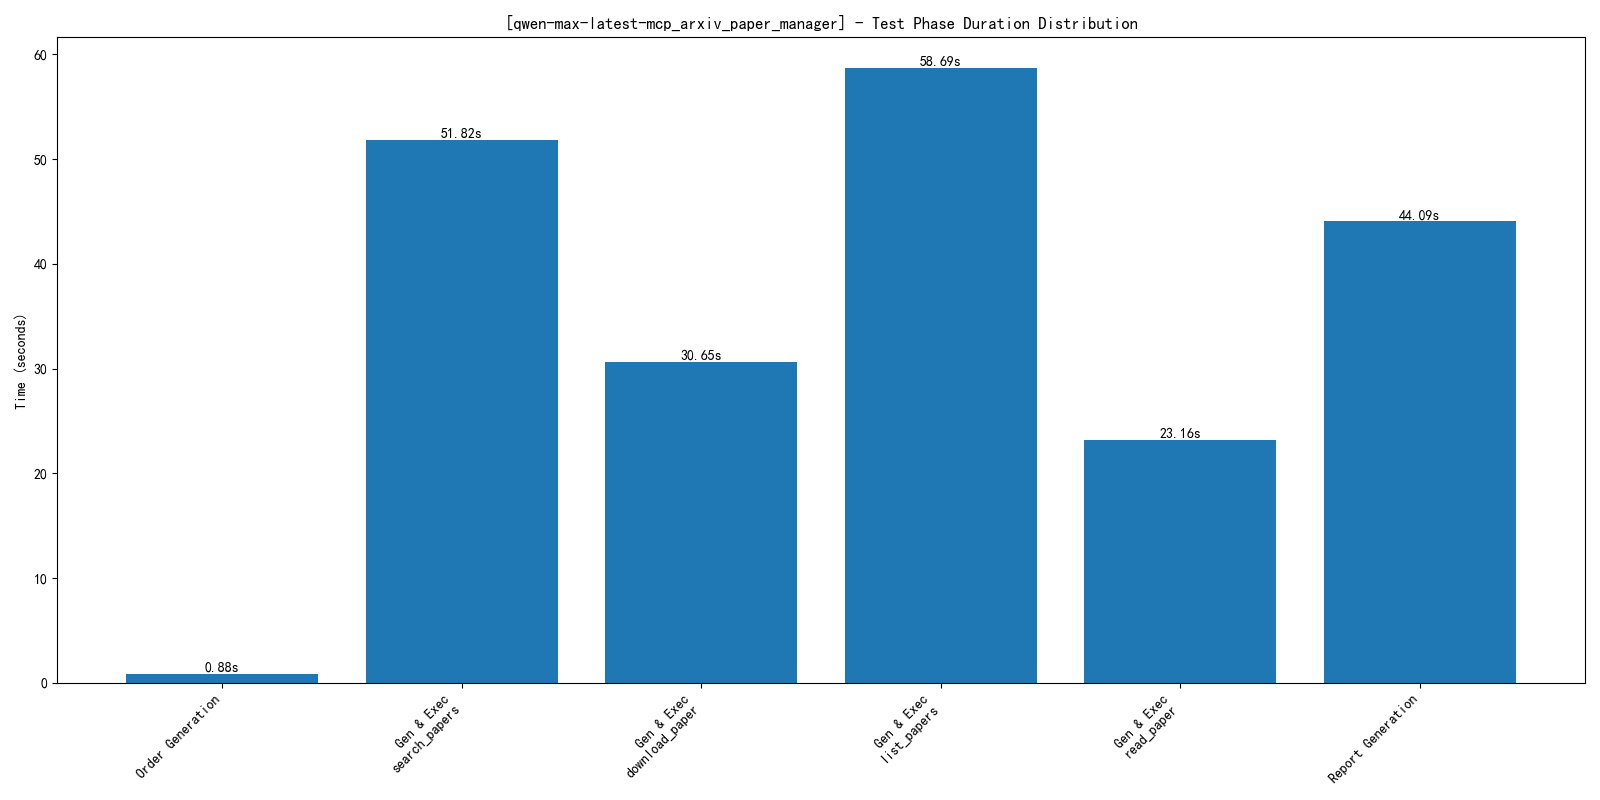 [qwen-max-latest-mcp_arxiv_paper_manager] - Test Phase Duration Distribution
Time (seconds)
60
50
40
30
20
10
0
0.88s
51.82s
30.65s
58.69s
23.16s
44.09s
Order Generation
Gen & Exec
search_papers
Gen & Exec
download_paper
Gen & Exec
list_papers
Gen & Exec
read_paper
Report Generation